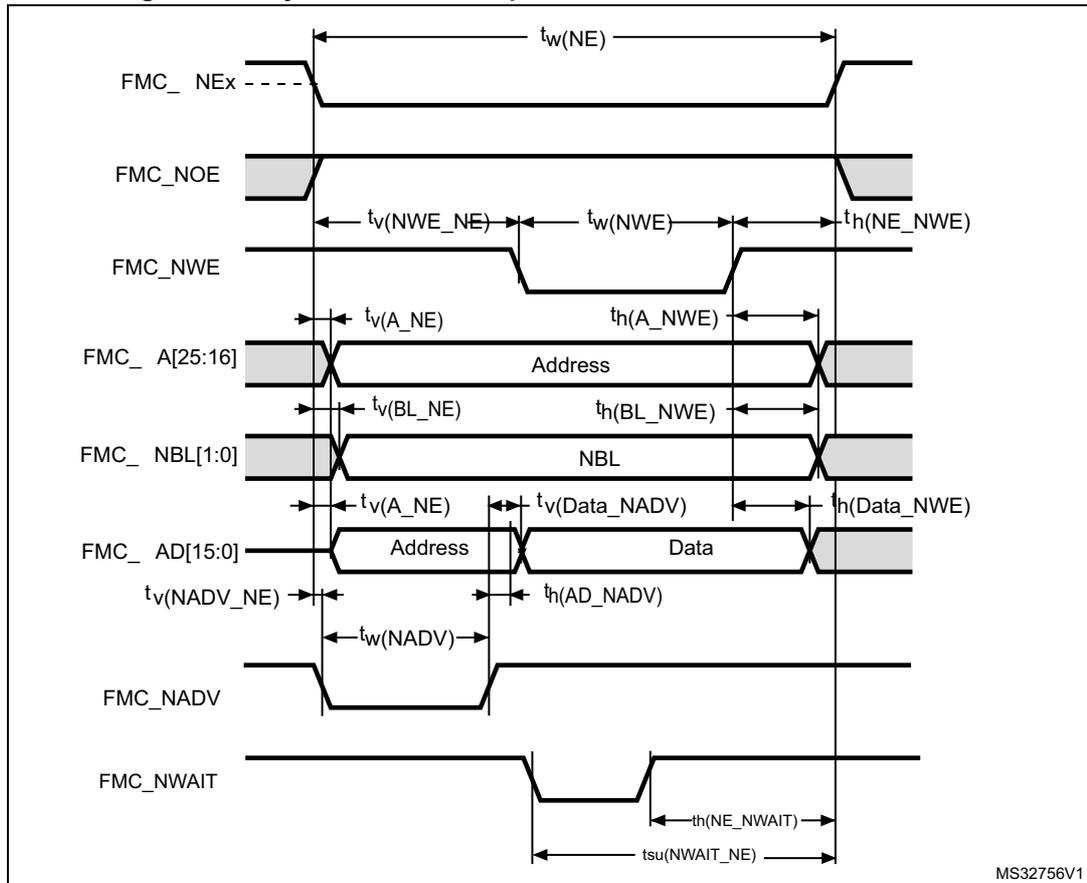 tw(NE)
FMC_ NEx
FMC_NOE
tv(NWE_NE)
tw(NWE)
th(NE_NWE)
FMC_NWE
tv(A_NE)
th(A_NWE)
FMC_ A[25:16]
Address
tv(BL_NE)
th(BL_NWE)
FMC_ NBL[1:0]
NBL
tv(A_NE)
tv(Data_NADV)
th(Data_NWE)
FMC_ AD[15:0]
Address
Data
tv(NADV_NE)
th(AD_NADV)
tw(NADV)
FMC_NADV
FMC_NWAIT
th(NE_NWAIT)
tsu(NWAIT_NE)
MS32756V1